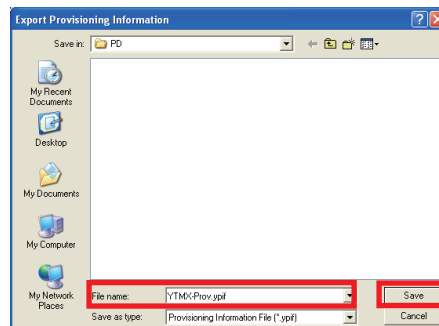 Export Provisioning Information
Save in: PD
My Recent
Documents
Desktop
My Documents
My Computer
My Network
Places
File name: YTMX-Prov.ypif Save
Save as type: Provisioning Information File (*.ypif) Cancel